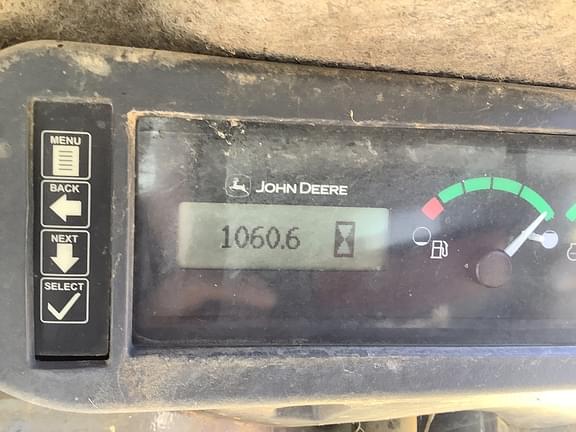 MENU
BACK
NEXT
SELECT
JOHN DEERE
1060.6